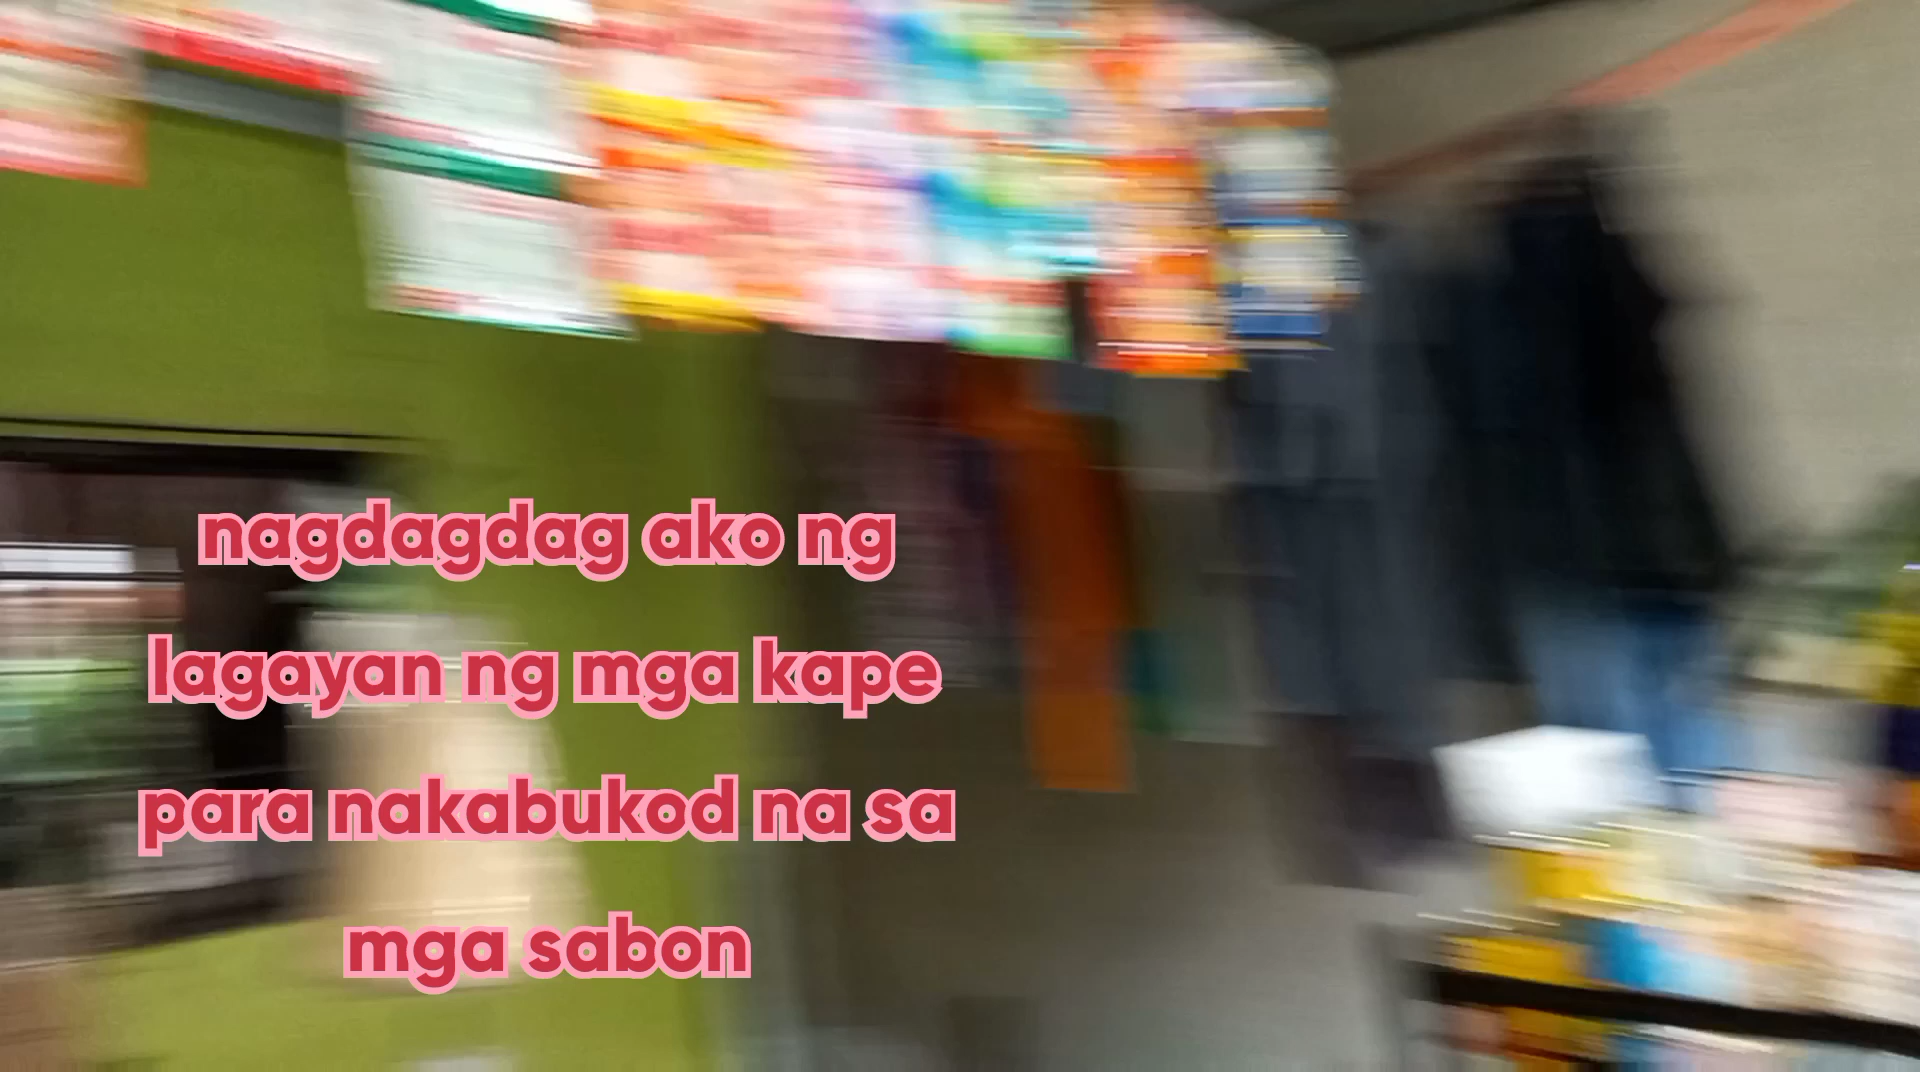 nagdagdag ako ng
lagayan ng mga kape
para nakabukod na sa
mga sabon